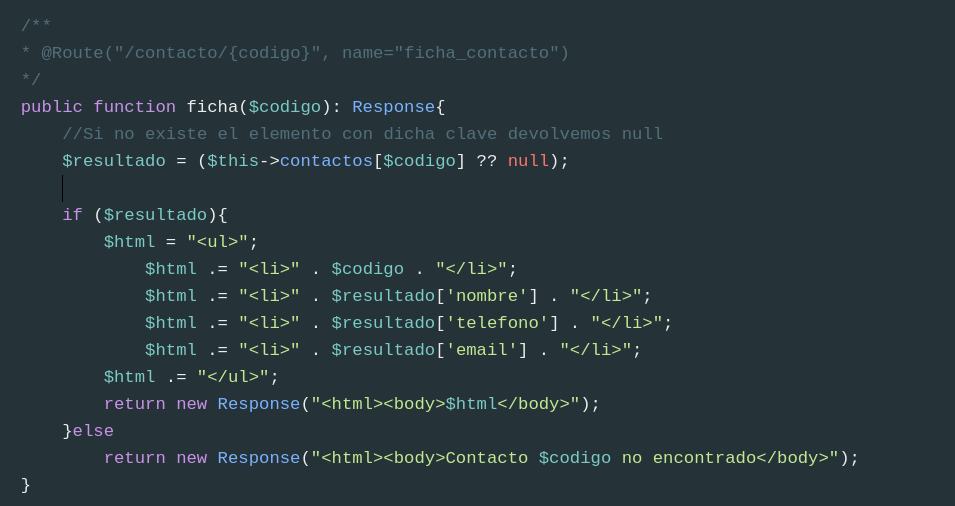 /**
* @Route("/contacto/{codigo}", name="ficha_contacto")
*/
public function ficha($codigo): Response{
    //Si no existe el elemento con dicha clave devolvemos null
    $resultado = ($this->contactos[$codigo] ?? null);

    if ($resultado){
        $html = "<ul>";
            $html .= "<li>" . $codigo . "</li>";
            $html .= "<li>" . $resultado['nombre'] . "</li>";
            $html .= "<li>" . $resultado['telefono'] . "</li>";
            $html .= "<li>" . $resultado['email'] . "</li>";
        $html .= "</ul>";
        return new Response("<html><body>$html</body>");
    }else
        return new Response("<html><body>Contacto $codigo no encontrado</body>");
}